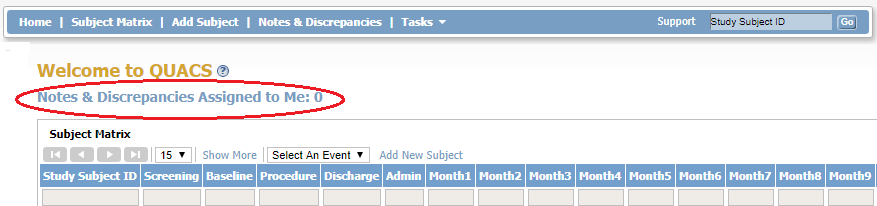 Home | Subject Matrix | Add Subject | Notes & Discrepancies | Tasks Support Study Subject ID Go
Welcome to QUACS ?
Notes & Discrepancies Assigned to Me: 0
Subject Matrix
15 Show More Select An Event Add New Subject
Study Subject ID Screening Baseline Procedure Discharge Admin Month1 Month2 Month3 Month4 Month5 Month6 Month7 Month8 Month9